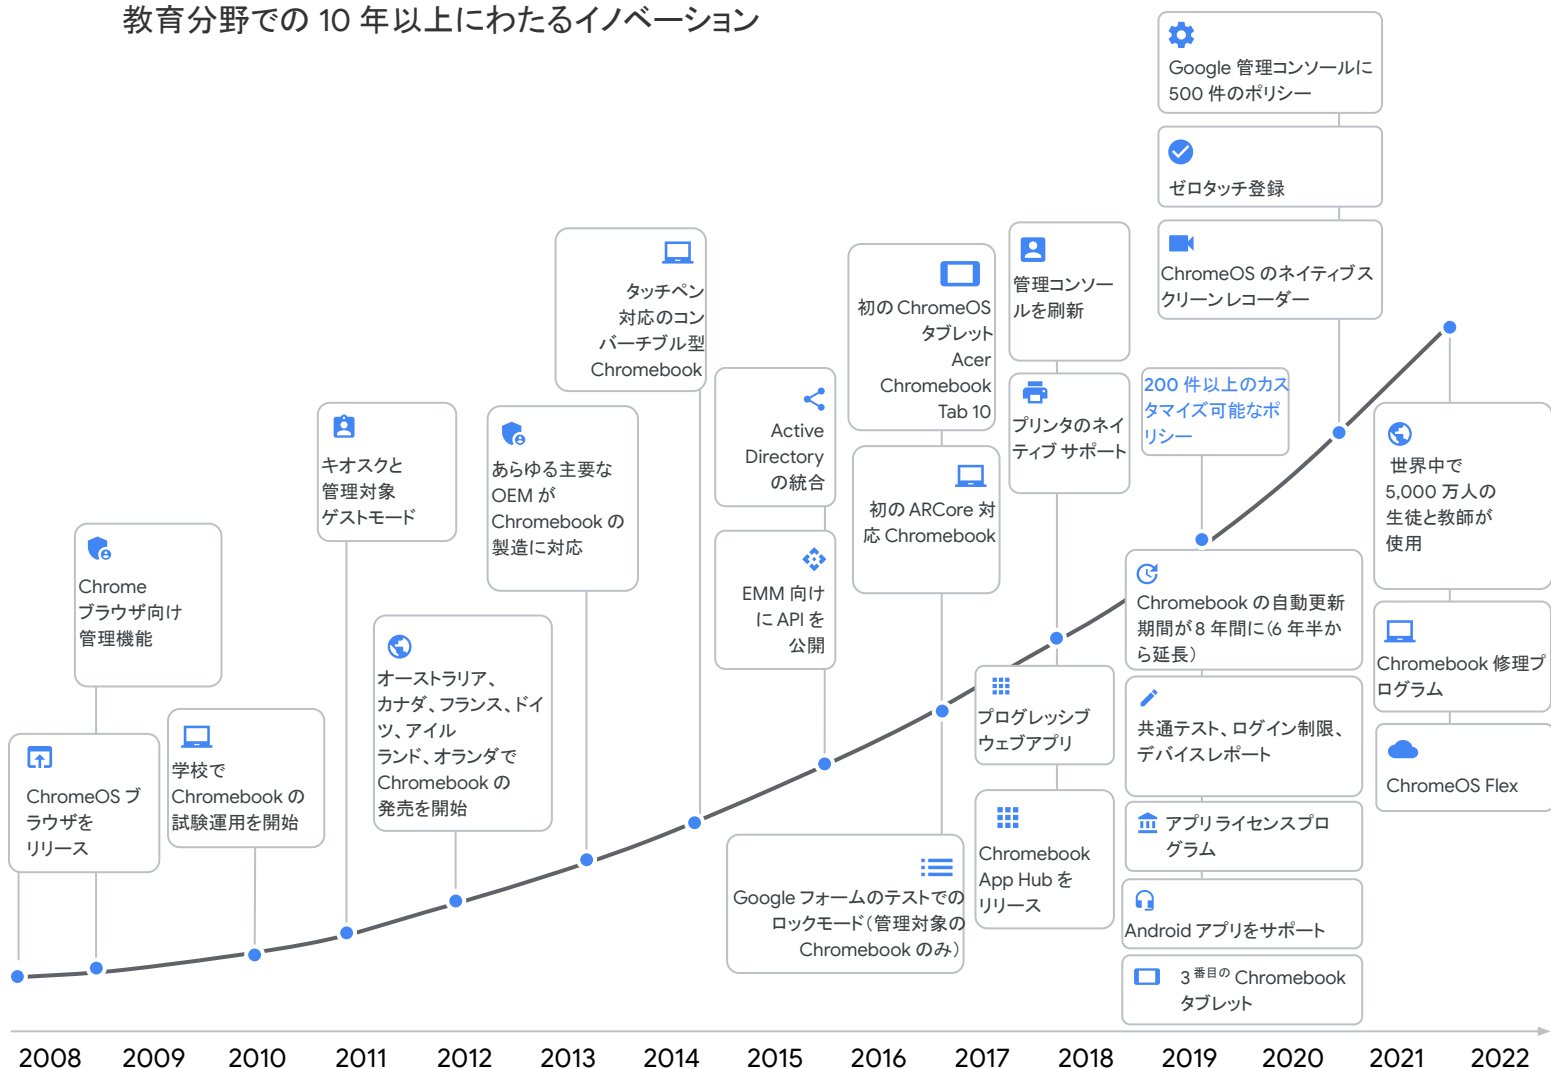 教育分野での 10 年以上にわたるイノベーション
ChromeOS ブ
ラウザを
リリース
Chrome
ブラウザ向け
管理機能
学校で
Chromebook の
試験運用を開始
キオスクと
管理対象
ゲストモード
オーストラリア、
カナダ、フランス、ドイ
ツ、アイル
ランド、オランダで
Chromebook の
発売を開始
あらゆる主要な
OEM が
Chromebook の
製造に対応
タッチペン
対応のコン
バーチブル型
Chromebook
Active
Directory
の統合
EMM 向け
に API を
公開
初の ChromeOS
タブレット
Acer
Chromebook
Tab 10
初の ARCore 対
応 Chromebook
Google フォームのテストでの
ロックモード(管理対象の
Chromebook のみ)
管理コンソー
ルを刷新
プリンタのネイ
ティブ サポート
プログレッシブ
ウェブアプリ
Chromebook
App Hub を
リリース
200 件以上のカス
タマイズ可能なポ
リシー
Chromebook の自動更新
期間が 8 年間に(6 年半か
ら延長)
共通テスト、ログイン制限、
デバイスレポート
アプリライセンスプロ
グラム
Android アプリをサポート
3 番目の Chromebook
タブレット
Google 管理コンソールに
500 件のポリシー
ゼロタッチ登録
ChromeOS のネイティブス
クリーンレコーダー
世界中で
5,000 万人の
生徒と教師が
使用
Chromebook 修理プ
ログラム
ChromeOS Flex
2008 2009 2010 2011 2012 2013 2014 2015 2016 2017 2018 2019 2020 2021 2022